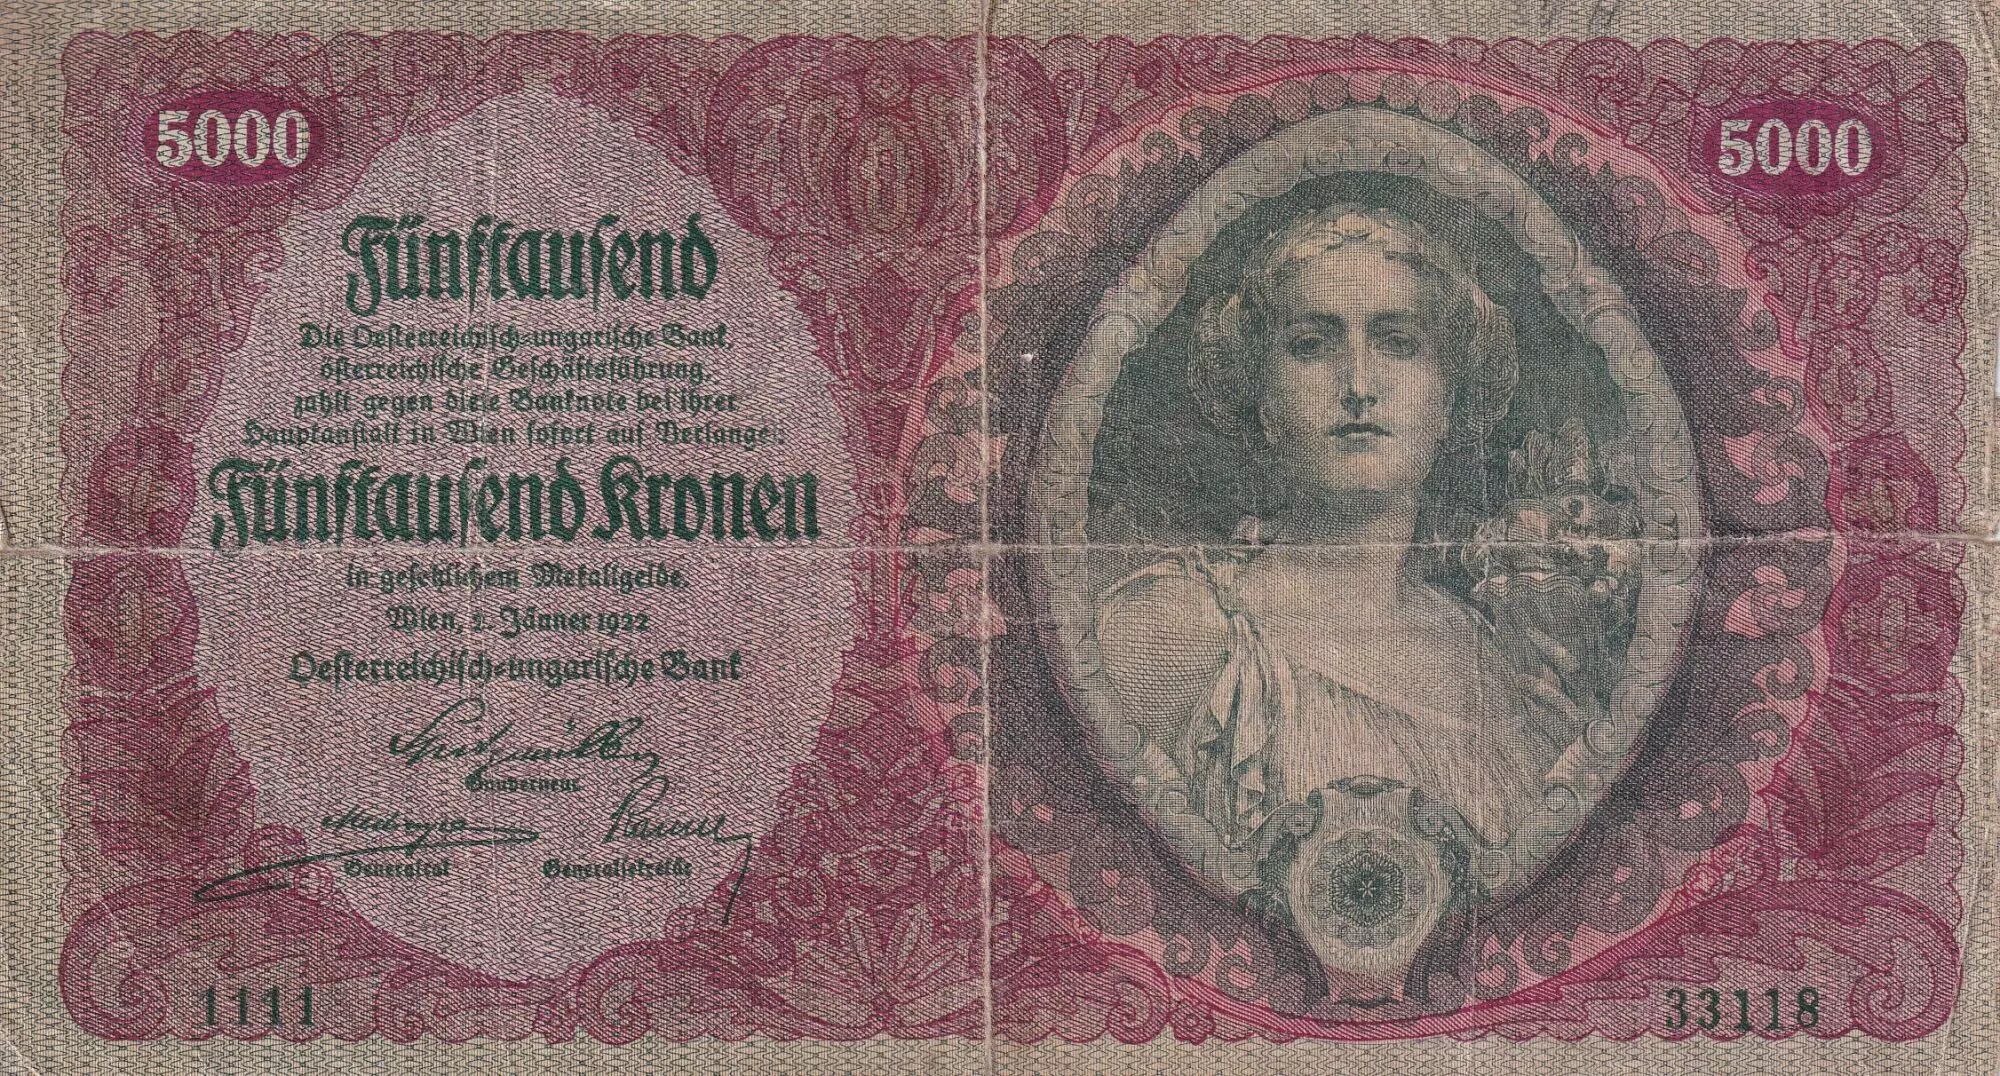 5000
5000
Fünftausend
Die Oesterreichisch-ungarische Bank,
österreichische Geschäftsführung,
zahlt gegen diese Banknote bei ihrer
Hauptanstalt in Wien sofort auf Verlangen
Fünftausend Kronen
in gesetzlichem Metallgelde.
Wien, 2. Jänner 1922
Oesterreichisch-ungarische Bank
Spitzmüller
Gouverneur
Generalrat
Generalsekretär
1111
33118